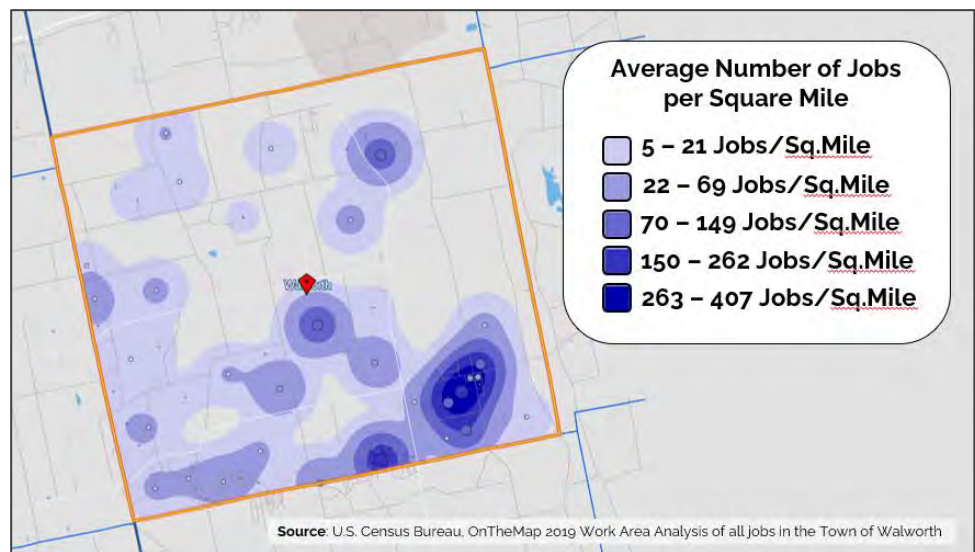 Average Number of Jobs
per Square Mile
5 – 21 Jobs/Sq.Mile
22 – 69 Jobs/Sq.Mile
70 – 149 Jobs/Sq.Mile
150 – 262 Jobs/Sq.Mile
263 – 407 Jobs/Sq.Mile
Walworth
Source: U.S. Census Bureau, OnTheMap 2019 Work Area Analysis of all jobs in the Town of Walworth